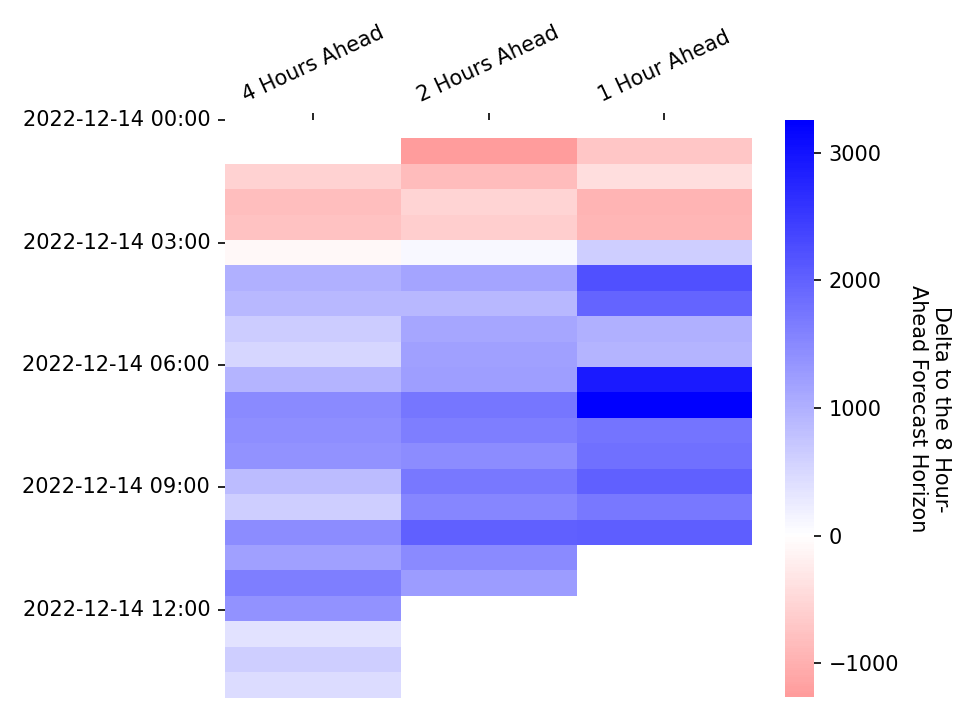 4 Hours Ahead
2 Hours Ahead
1 Hour Ahead
2022-12-14 00:00
2022-12-14 03:00
2022-12-14 06:00
2022-12-14 09:00
2022-12-14 12:00
3000
2000
1000
0
−1000
Delta to the 8 Hour-
Ahead Forecast Horizon